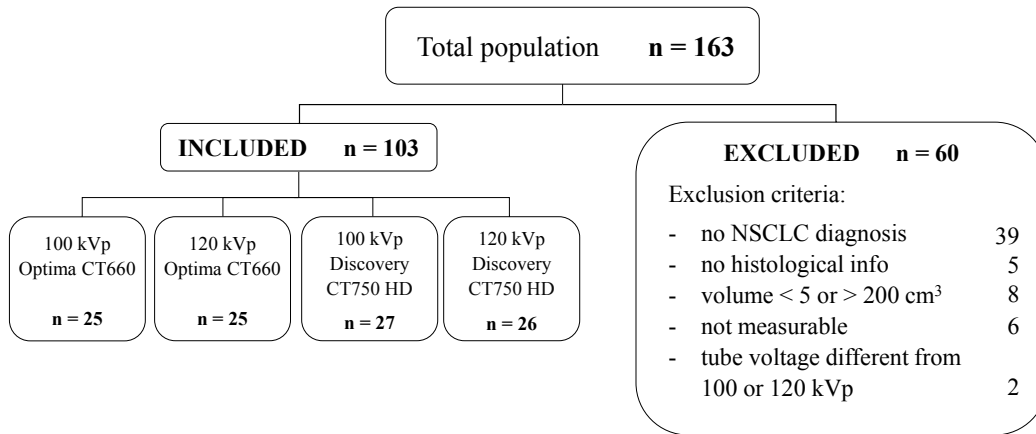 Total population n = 163
INCLUDED n = 103
100 kVp
Optima CT660
n = 25
120 kVp
Optima CT660
n = 25
100 kVp
Discovery
CT750 HD
n = 27
120 kVp
Discovery
CT750 HD
n = 26
EXCLUDED n = 60
Exclusion criteria:
- no NSCLC diagnosis 39
- no histological info 5
- volume < 5 or > 200 cm³ 8
- not measurable 6
- tube voltage different from
100 or 120 kVp 2